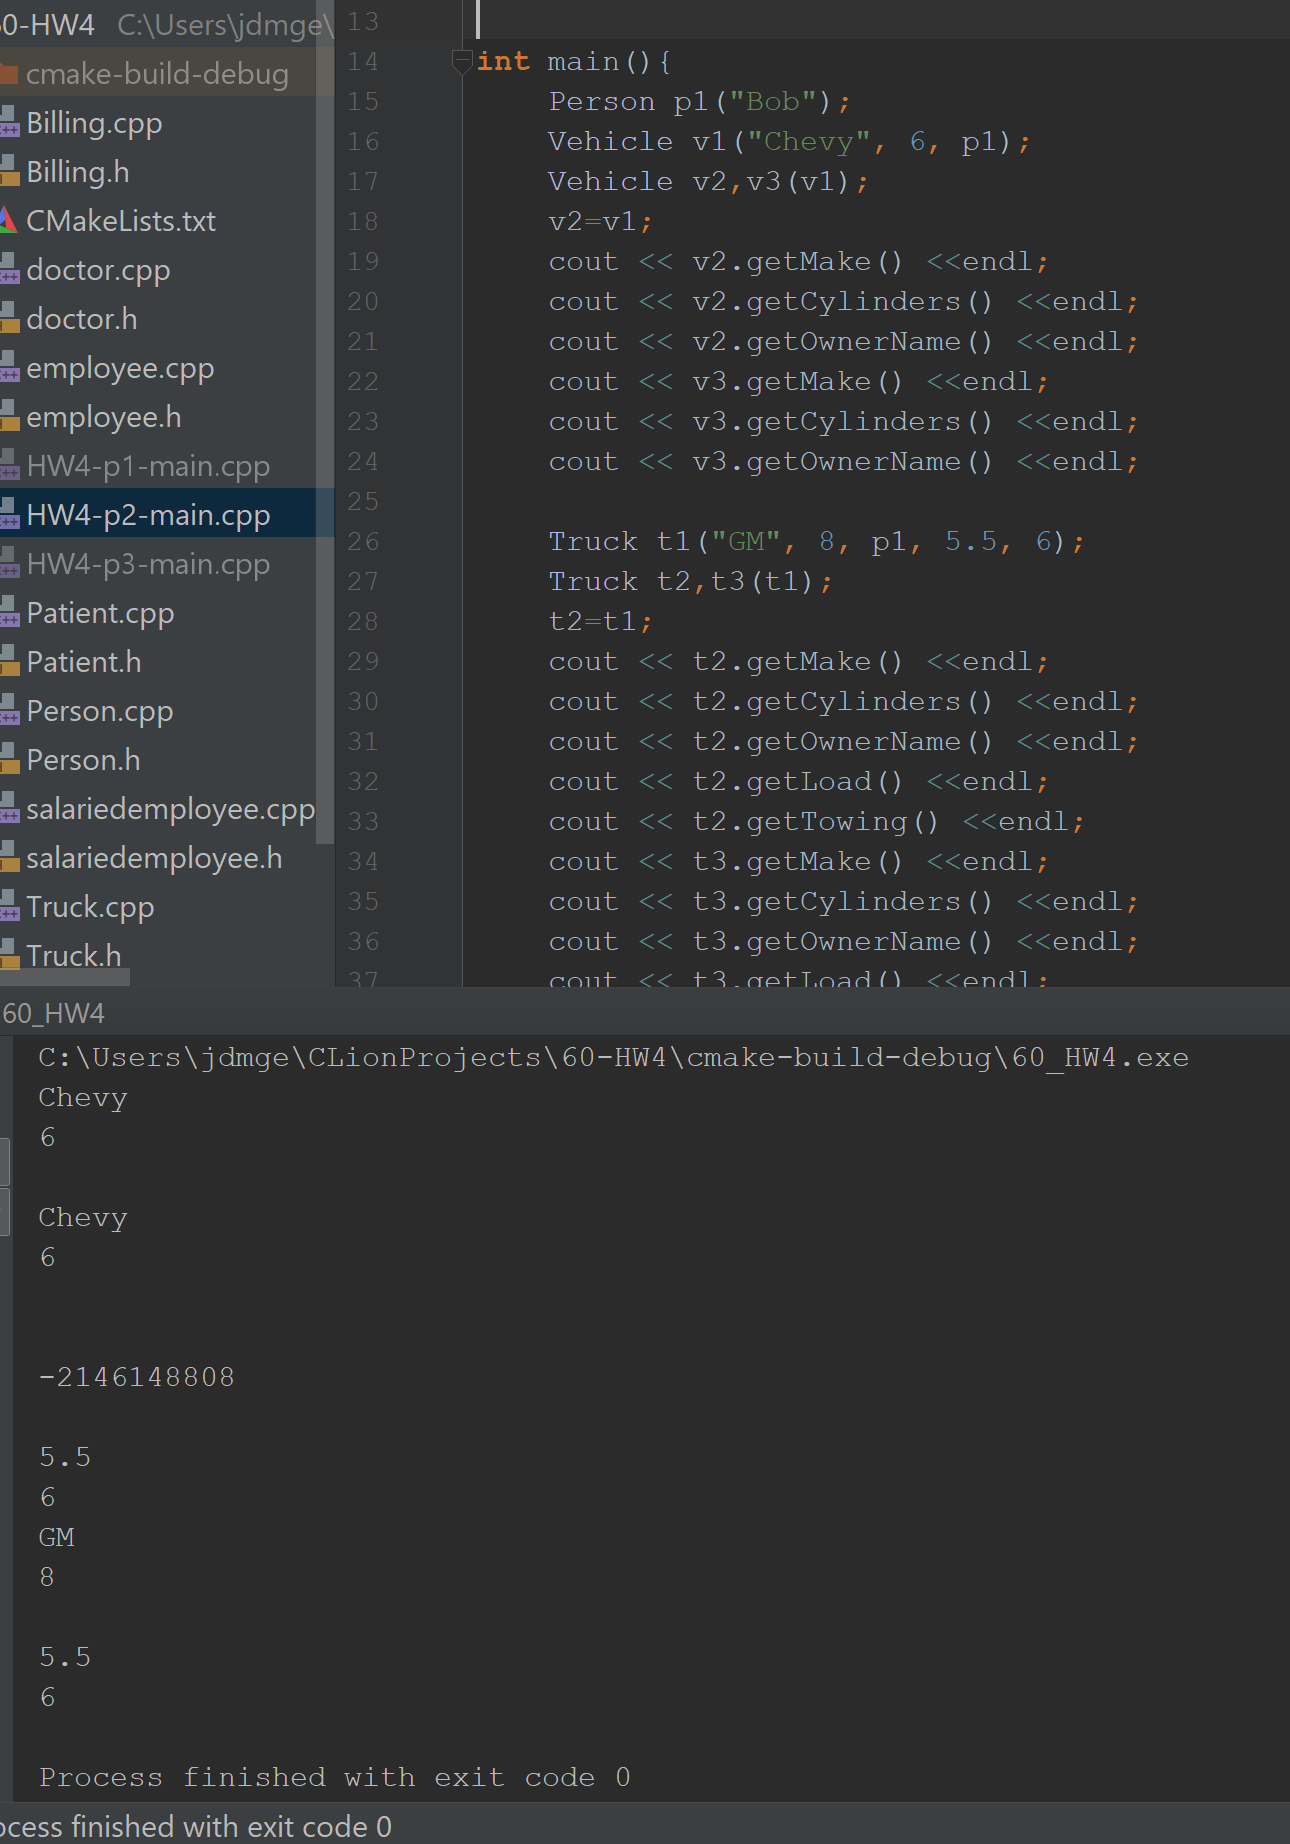 60-HW4 C:\Users\jdmge\
cmake-build-debug
Billing.cpp
Billing.h
CMakeLists.txt
doctor.cpp
doctor.h
employee.cpp
employee.h
HW4-p1-main.cpp
HW4-p2-main.cpp
HW4-p3-main.cpp
Patient.cpp
Patient.h
Person.cpp
Person.h
salariedemployee.cpp
salariedemployee.h
Truck.cpp
Truck.h
13
14 int main(){
15 Person p1("Bob");
16 Vehicle v1("Chevy", 6, p1);
17 Vehicle v2,v3(v1);
18 v2=v1;
19 cout << v2.getMake() <<endl;
20 cout << v2.getCylinders() <<endl;
21 cout << v2.getOwnerName() <<endl;
22 cout << v3.getMake() <<endl;
23 cout << v3.getCylinders() <<endl;
24 cout << v3.getOwnerName() <<endl;
25
26 Truck t1("GM", 8, p1, 5.5, 6);
27 Truck t2,t3(t1);
28 t2=t1;
29 cout << t2.getMake() <<endl;
30 cout << t2.getCylinders() <<endl;
31 cout << t2.getOwnerName() <<endl;
32 cout << t2.getLoad() <<endl;
33 cout << t2.getTowing() <<endl;
34 cout << t3.getMake() <<endl;
35 cout << t3.getCylinders() <<endl;
36 cout << t3.getOwnerName() <<endl;
37 cout << t3.getLoad() <<endl;
60_HW4
C:\Users\jdmge\CLionProjects\60-HW4\cmake-build-debug\60_HW4.exe
Chevy
6
Chevy
6
-2146148808
5.5
6
GM
8
5.5
6
Process finished with exit code 0
ocess finished with exit code 0